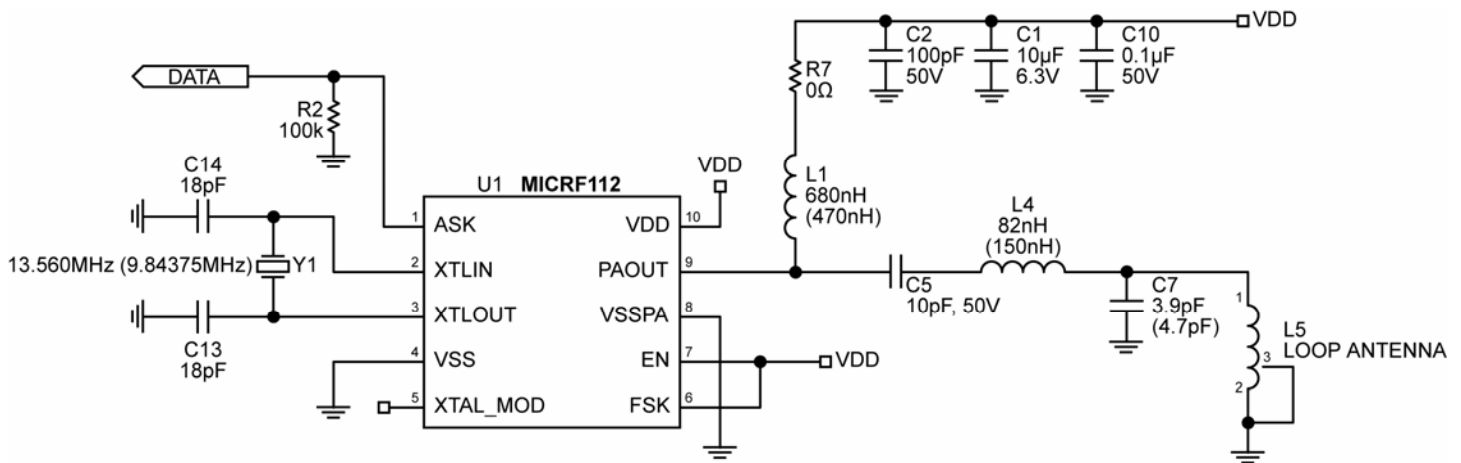 VDD
C2
100pF
50V
C1
10µF
6.3V
C10
0.1µF
50V
R7
0Ω
DATA
R2
100k
C14
18pF
U1 MICRF112
VDD
L1
680nH
(470nH)
L4
82nH
(150nH)
1 ASK
VDD 10
13.560MHz (9.84375MHz) Y1
2 XTLIN
PAOUT 9
C5
10pF, 50V
C7
3.9pF
(4.7pF)
3 XTLOUT
VSSPA 8
C13
18pF
4 VSS
EN 7
VDD
5 XTAL_MOD
FSK 6
1
L5
LOOP ANTENNA
3
2